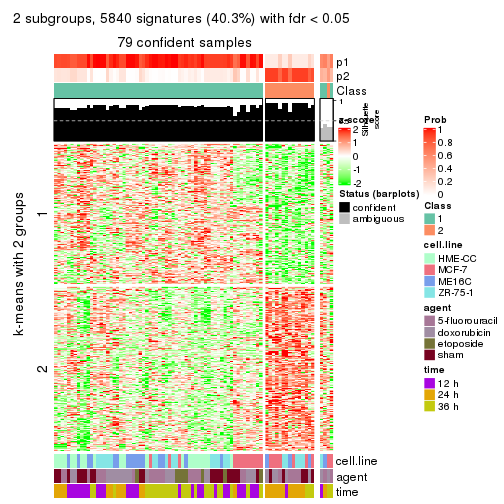 2 subgroups, 5840 signatures (40.3%) with fdr < 0.05
79 confident samples
p1
p2
Class
1
Silhouette
score
z-score
2
1
0
-1
-2
Status (barplots)
confident
ambiguous
k-means with 2 groups
1
2
cell.line
agent
time
Prob
1
0.8
0.6
0.4
0.2
0
Class
1
2
cell.line
HME-CC
MCF-7
ME16C
ZR-75-1
agent
5-fluorouracil
doxorubicin
etoposide
sham
time
12 h
24 h
36 h